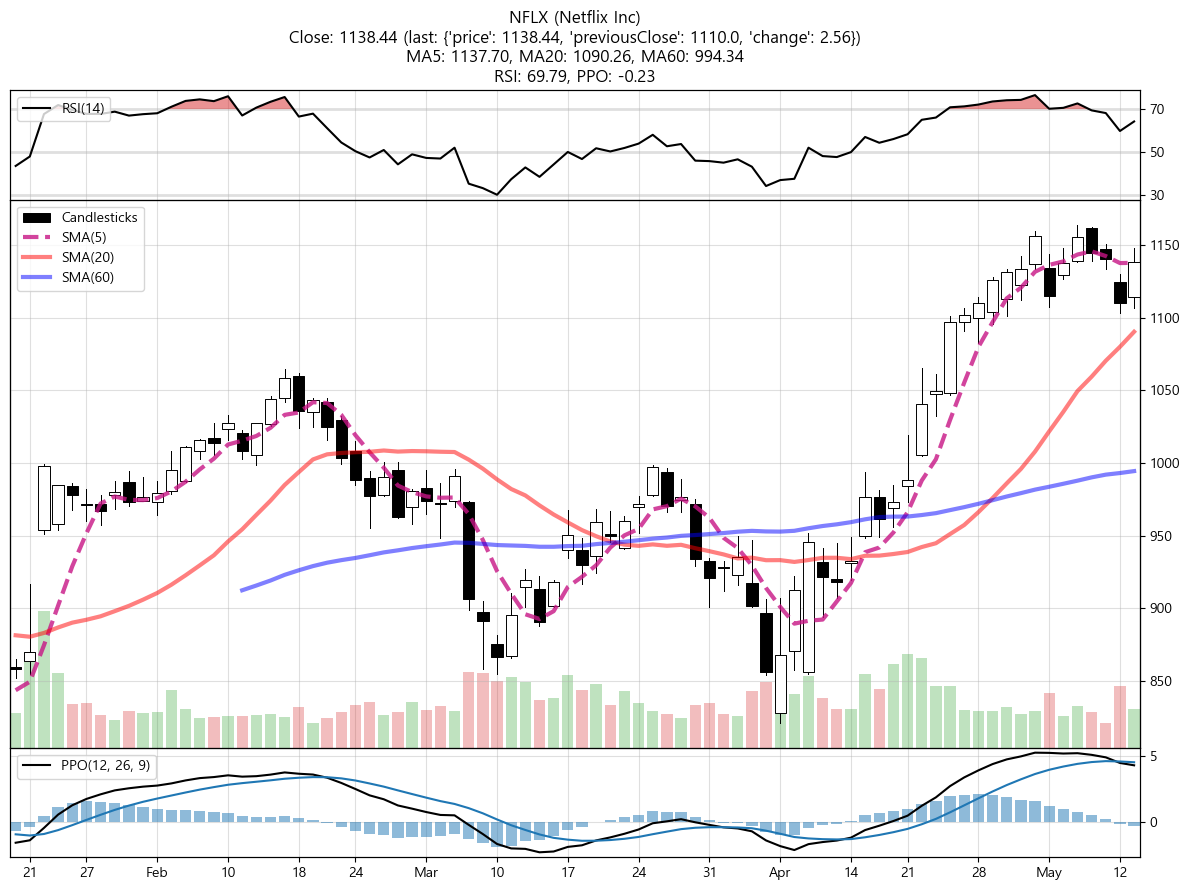 NFLX (Netflix Inc)
Close: 1138.44 (last: {'price': 1138.44, 'previousClose': 1110.0, 'change': 2.56})
MA5: 1137.70, MA20: 1090.26, MA60: 994.34
RSI: 69.79, PPO: -0.23
RSI(14)
70
50
30
Candlesticks
SMA(5)
SMA(20)
SMA(60)
1150
1100
1050
1000
950
900
850
PPO(12, 26, 9)
5
0
21 27 Feb 10 18 24 Mar 10 17 24 31 Apr 14 21 28 May 12